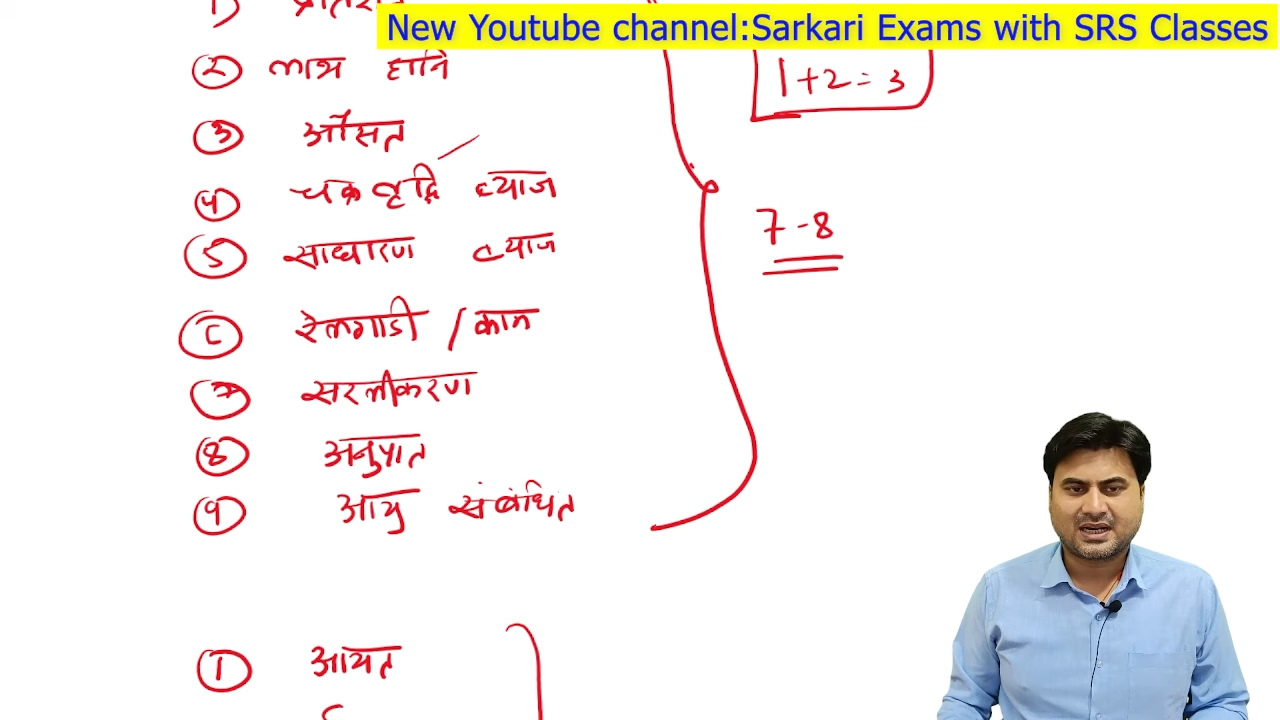 New Youtube channel:Sarkari Exams with SRS Classes
1)
1+2=3
② लाभ हानि
③ औसत
④ चक्रवृद्धि ब्याज
7-8
⑤ साधारण ब्याज
⑥ रेलगाडी / काम
⑦ सरलीकरण
⑧ अनुपात
⑨ आयु संबंधित
① आयत